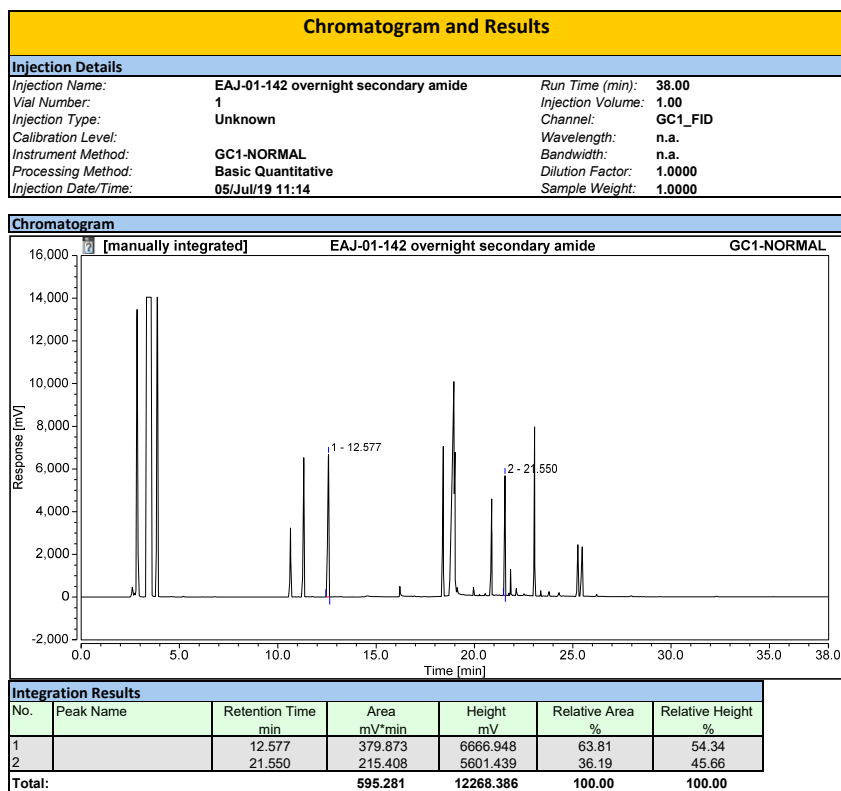 Chromatogram and Results
Injection Details
Injection Name: EAJ-01-142 overnight secondary amide Run Time (min): 38.00
Vial Number: 1 Injection Volume: 1.00
Injection Type: Unknown Channel: GC1_FID
Calibration Level: Wavelength: n.a.
Instrument Method: GC1-NORMAL Bandwidth: n.a.
Processing Method: Basic Quantitative Dilution Factor: 1.0000
Injection Date/Time: 05/Jul/19 11:14 Sample Weight: 1.0000
Chromatogram
? [manually integrated] EAJ-01-142 overnight secondary amide GC1-NORMAL
16,000
14,000
12,000
10,000
8,000
1 - 12.577
6,000
2 - 21.550
4,000
2,000
0
-2,000
Response [mV]
0.0 5.0 10.0 15.0 20.0 25.0 30.0 35.0 38.0
Time [min]
Integration Results
No. Peak Name Retention Time Area Height Relative Area Relative Height
min mV*min mV % %
1 12.577 379.873 6666.948 63.81 54.34
2 21.550 215.408 5601.439 36.19 45.66
Total: 595.281 12268.386 100.00 100.00